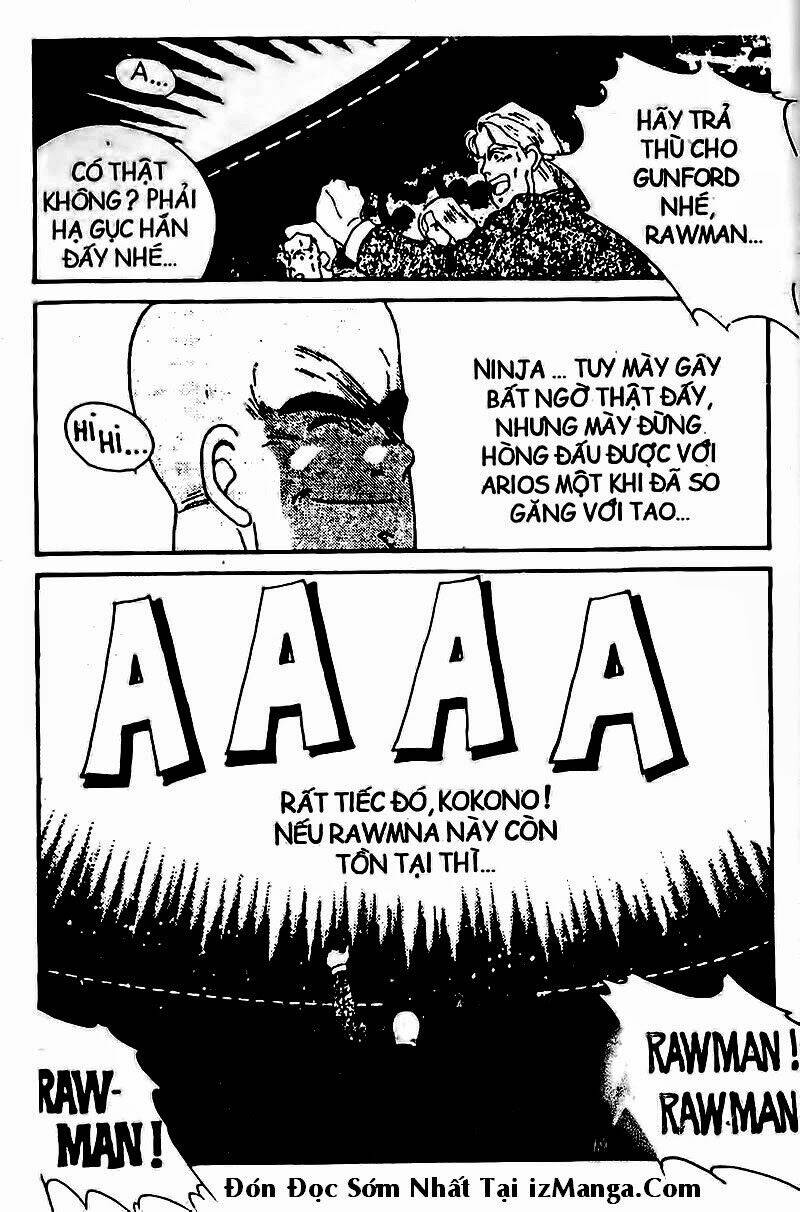 A...
HÃY TRẢ
THÙ CHO
GUNFORD
NHÉ,
RAWMAN...
CÓ THẬT
KHÔNG? PHẢI
HẠ GỤC HẮN
ĐẤY NHÉ...
NINJA ... TUY MÀY GÂY
BẤT NGỜ THẬT ĐẤY,
NHƯNG MÀY ĐỪNG
HÒNG ĐẤU ĐƯỢC VỚI
ARIOS MỘT KHI ĐÃ SO
GĂNG VỚI TAO...
HI
HI...
A A A A
RẤT TIẾC ĐÓ, KOKONO!
NẾU RAWMNA NÀY CÒN
TỒN TẠI THÌ...
RAWMAN!
RAWMAN
RAW-
MAN!
Đón Đọc Sớm Nhất Tại izManga.Com